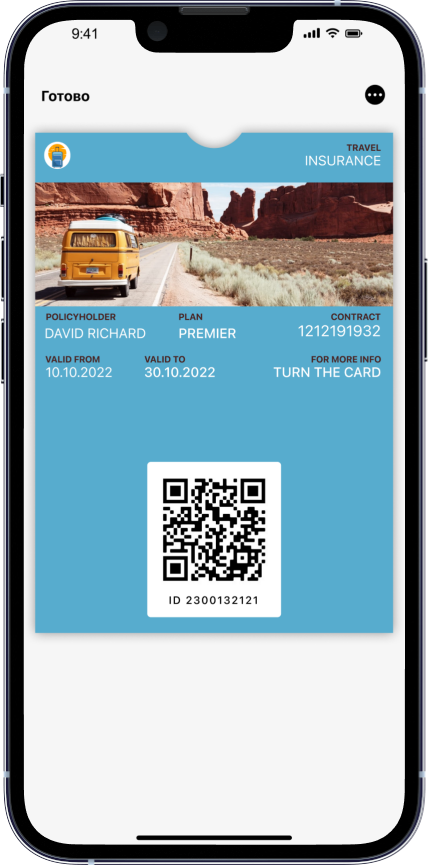 9:41
Готово
TRAVEL
INSURANCE
POLICYHOLDER PLAN CONTRACT
DAVID RICHARD PREMIER 1212191932
VALID FROM VALID TO FOR MORE INFO
10.10.2022 30.10.2022 TURN THE CARD
ID 2300132121